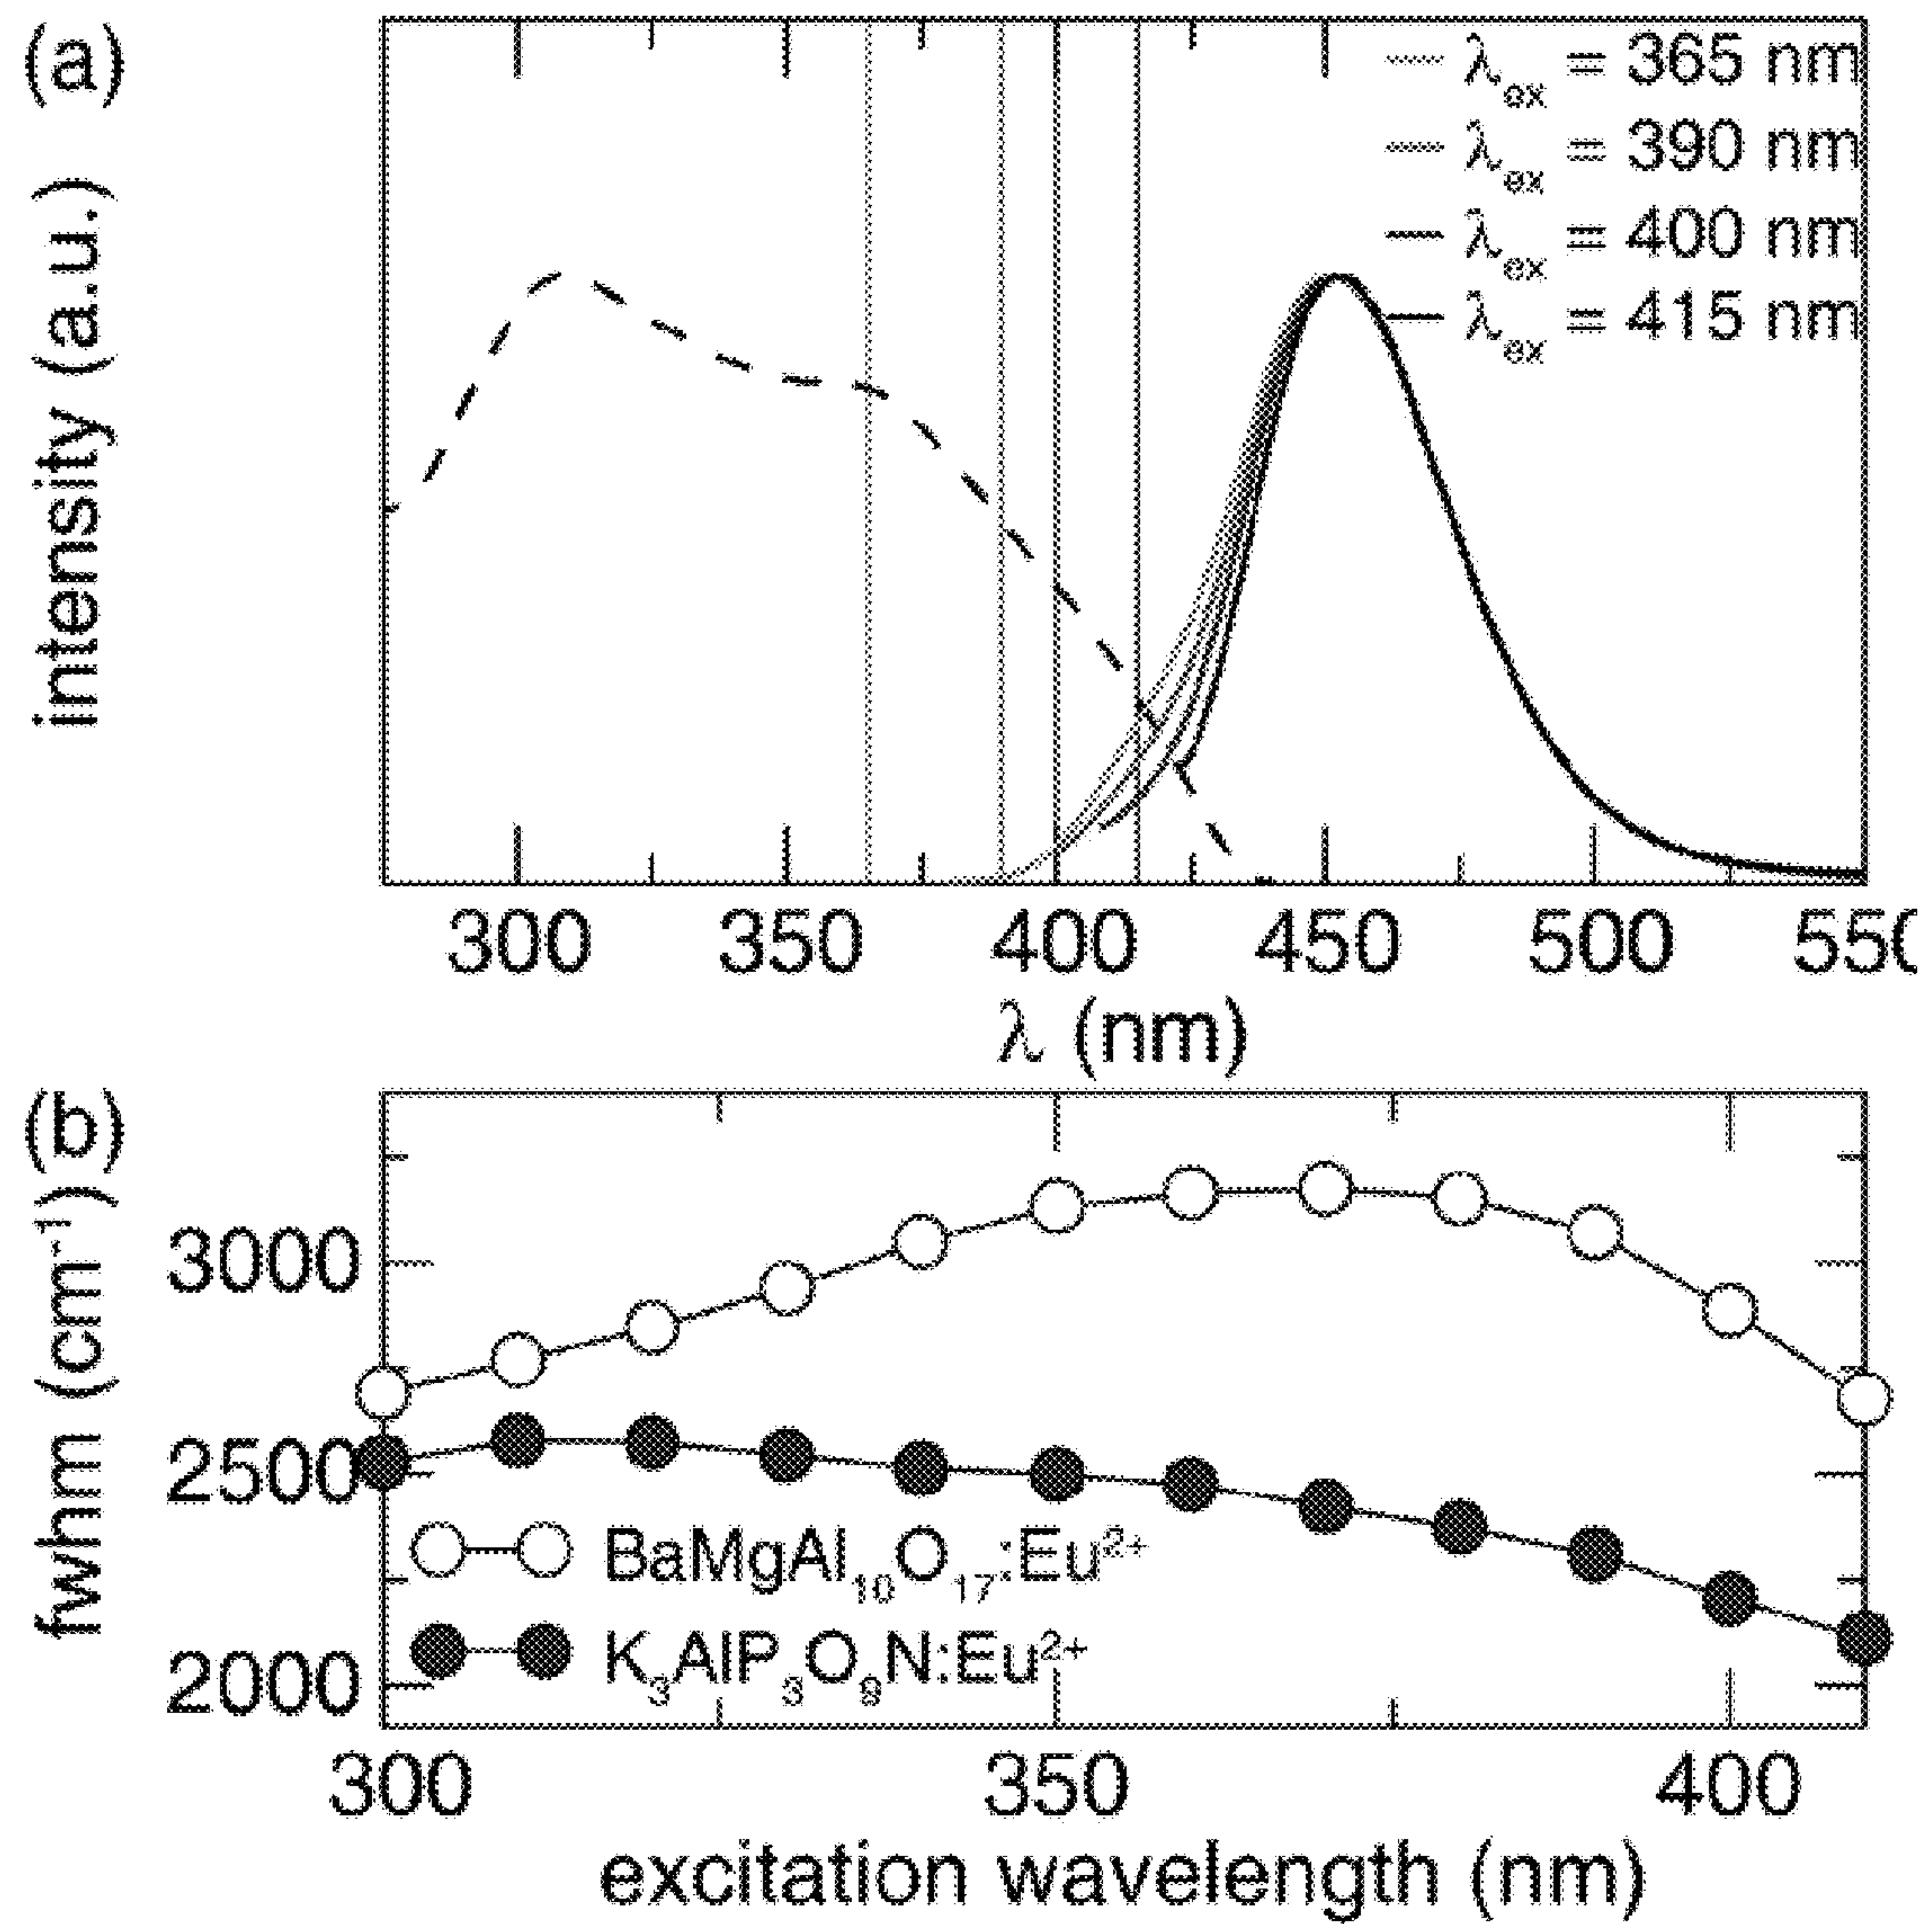 (a)
intensity (a.u.)
λex = 365 nm
λex = 390 nm
λex = 400 nm
λex = 415 nm
300 350 400 450 500 550
λ (nm)
(b)
fwhm (cm⁻¹)
3000
2500
2000
BaMgAl₁₀O₁₇:Eu²⁺
K₃AlP₃O₉N:Eu²⁺
300 350 400
excitation wavelength (nm)